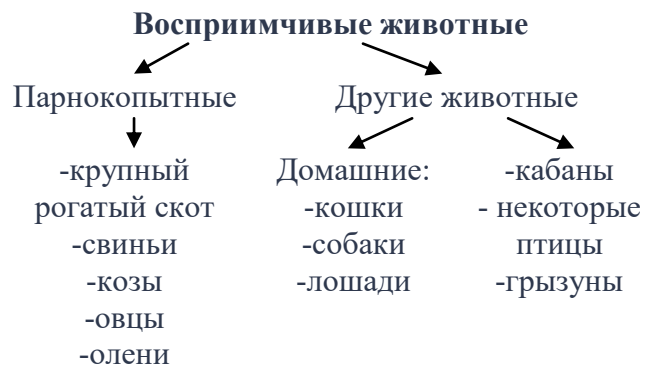 Восприимчивые животные
Парнокопытные
Другие животные
-крупный
рогатый скот
-свиньи
-козы
-овцы
-олени
Домашние:
-кошки
-собаки
-лошади
-кабаны
- некоторые
птицы
-грызуны